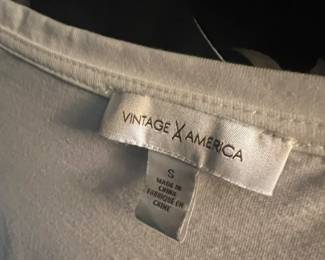 VINTAGE AMERICA
S
MADE IN
CHINA
FABRIQUÉ EN
CHINE